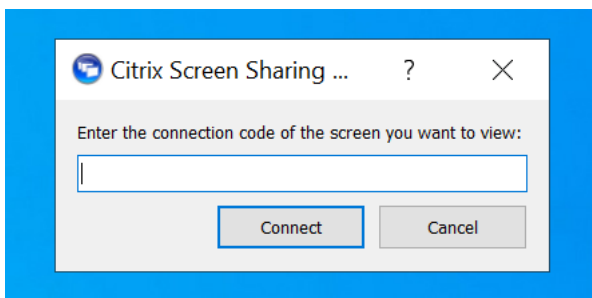 Citrix Screen Sharing ... ?
Enter the connection code of the screen you want to view:
Connect Cancel